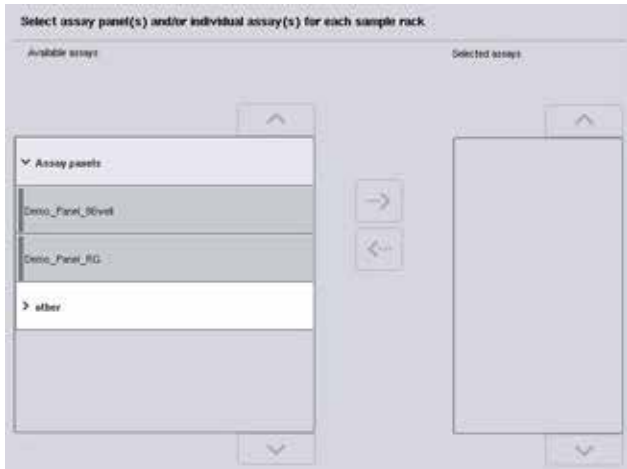 Select assay panel(s) and/or individual assay(s) for each sample rack
Available assays
Selected assays
Assay panels
Demo_Panel_96well
Demo_Panel_RG
other